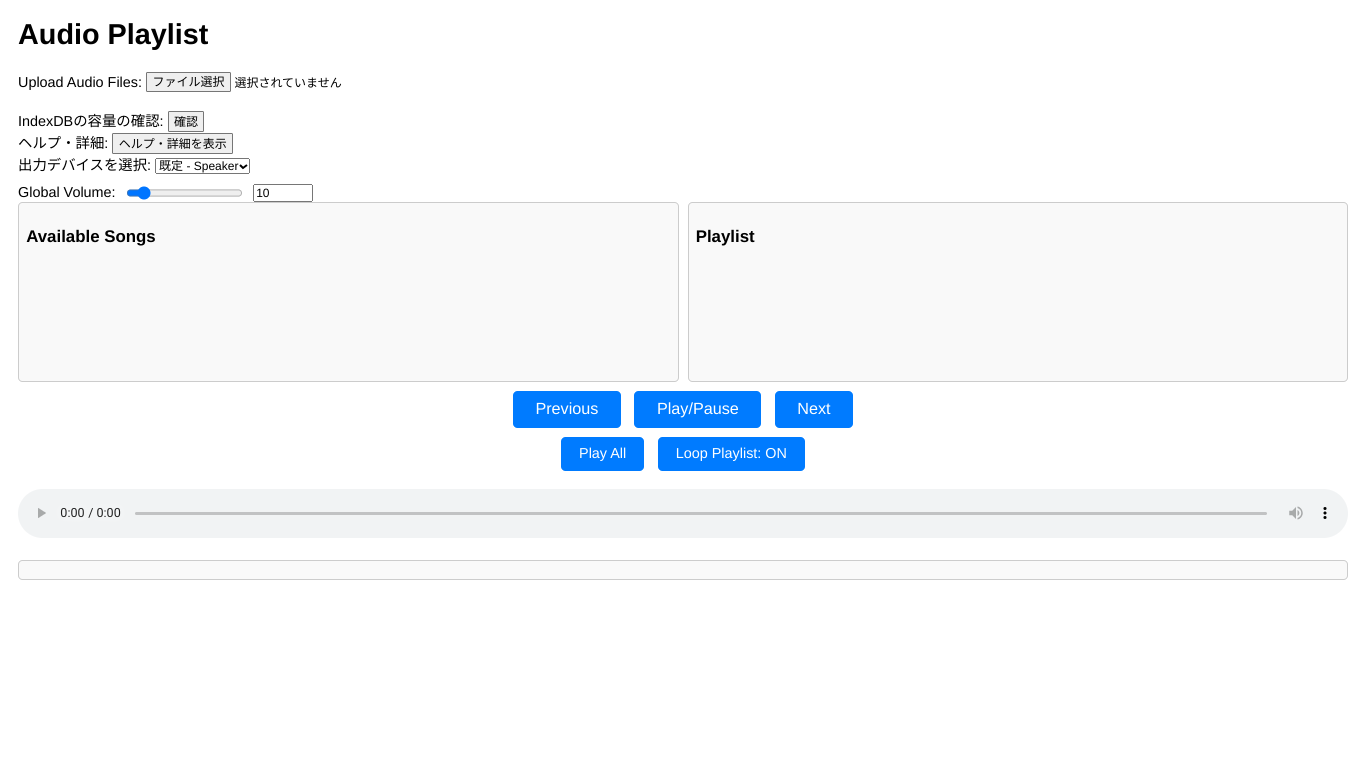 Audio Playlist
Upload Audio Files: ファイル選択 選択されていません
IndexDBの容量の確認: 確認
ヘルプ・詳細: ヘルプ・詳細を表示
出力デバイスを選択: 既定 - Speaker
Global Volume: 10
Available Songs
Playlist
Previous Play/Pause Next
Play All Loop Playlist: ON
0:00 / 0:00